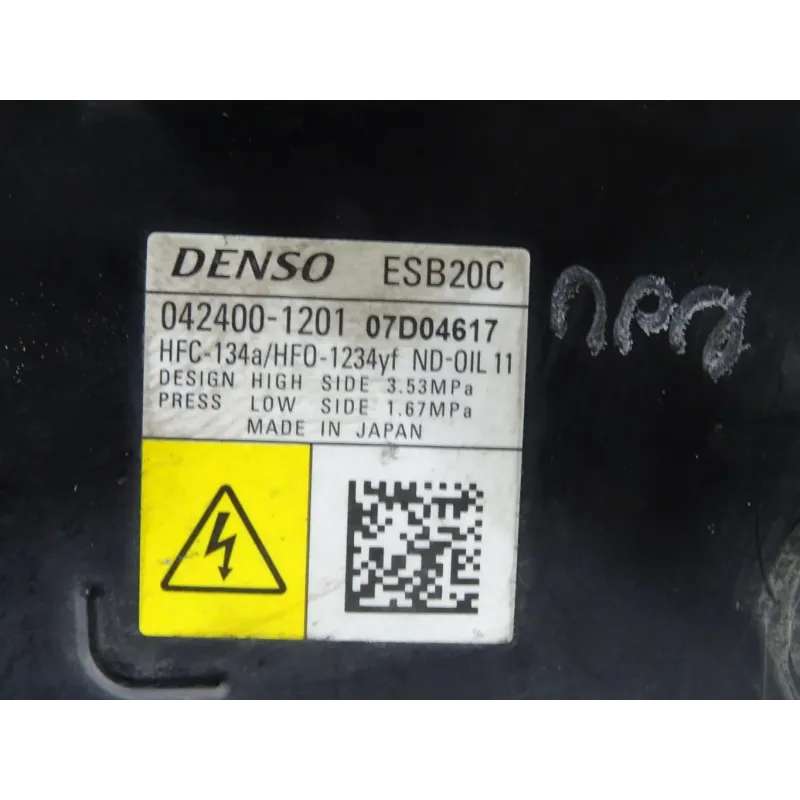 DENSO ESB20C
042400-1201 07D04617
HFC-134a/HFO-1234yf ND-OIL 11
DESIGN HIGH SIDE 3.53MPa
PRESS LOW SIDE 1.67MPa
MADE IN JAPAN